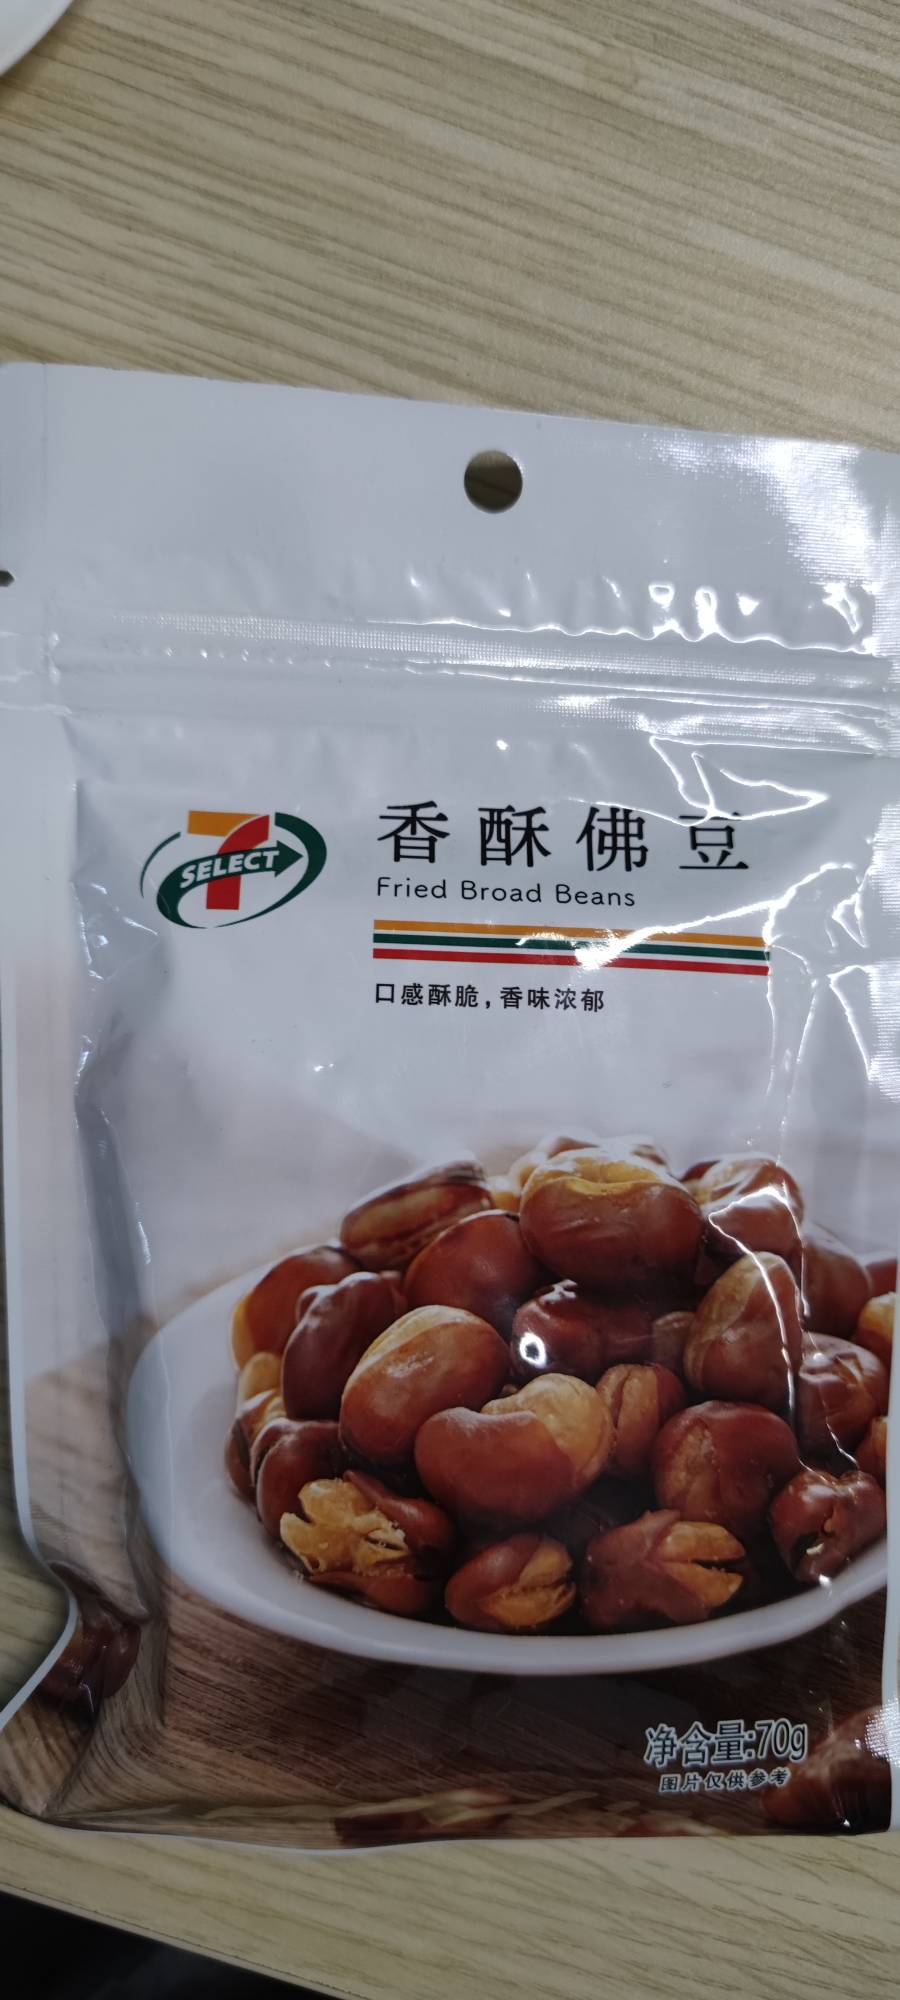 7
SELECT
香酥佛豆
Fried Broad Beans
口感酥脆，香味浓郁
净含量:70g
图片仅供参考